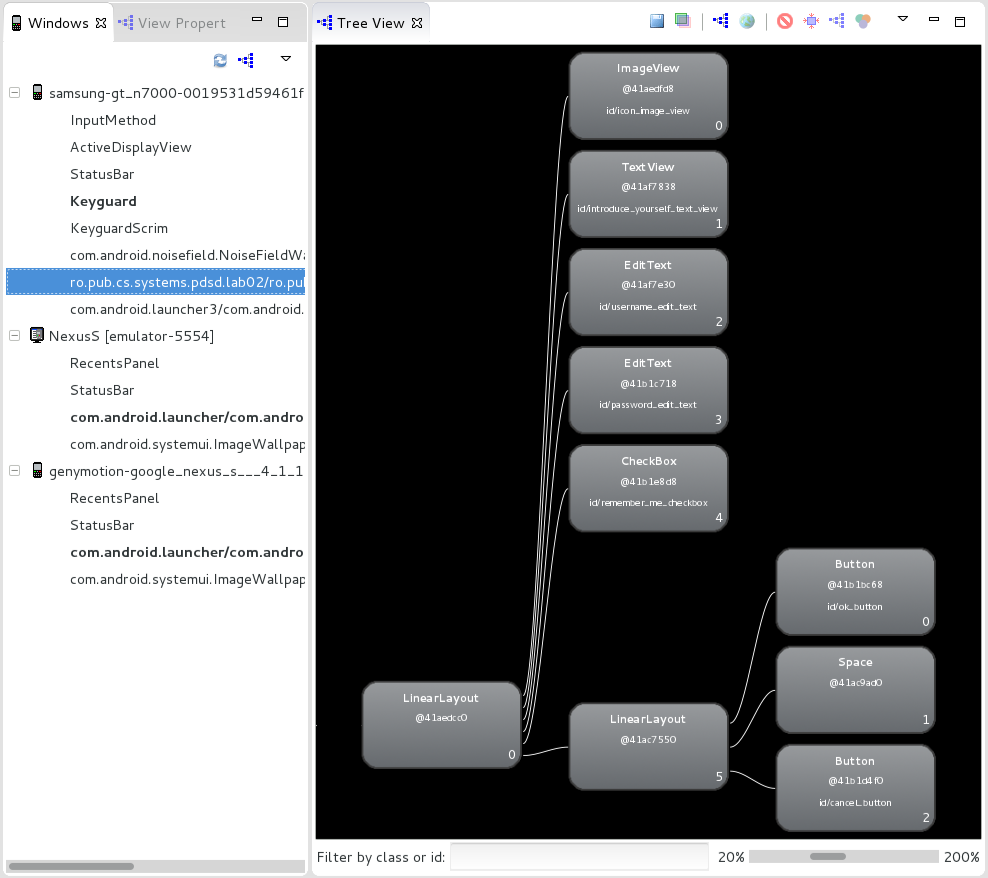 Windows
View Propert
samsung-gt_n7000-0019531d59461f
InputMethod
ActiveDisplayView
StatusBar
Keyguard
KeyguardScrim
com.android.noisefield.NoiseFieldWa
ro.pub.cs.systems.pdsd.lab02/ro.pub
com.android.launcher3/com.android.
NexusS [emulator-5554]
RecentsPanel
StatusBar
com.android.launcher/com.andro
com.android.systemui.ImageWallpap
genymotion-google_nexus_s___4_1_1
RecentsPanel
StatusBar
com.android.launcher/com.andro
com.android.systemui.ImageWallpap
Tree View
ImageView
@41aedfd8
id/icon_image_view
0
TextView
@41af7838
id/introduce_yourself_text_view
1
EditText
@41af7e30
id/username_edit_text
2
EditText
@41b1c718
id/password_edit_text
3
CheckBox
@41b1e8d8
id/remember_me_checkbox
4
LinearLayout
@41aedcc0
0
LinearLayout
@41ac7550
5
Button
@41b1bc68
id/ok_button
0
Space
@41ac9ad0
1
Button
@41b1d4f0
id/cancel_button
2
Filter by class or id:
20%
200%